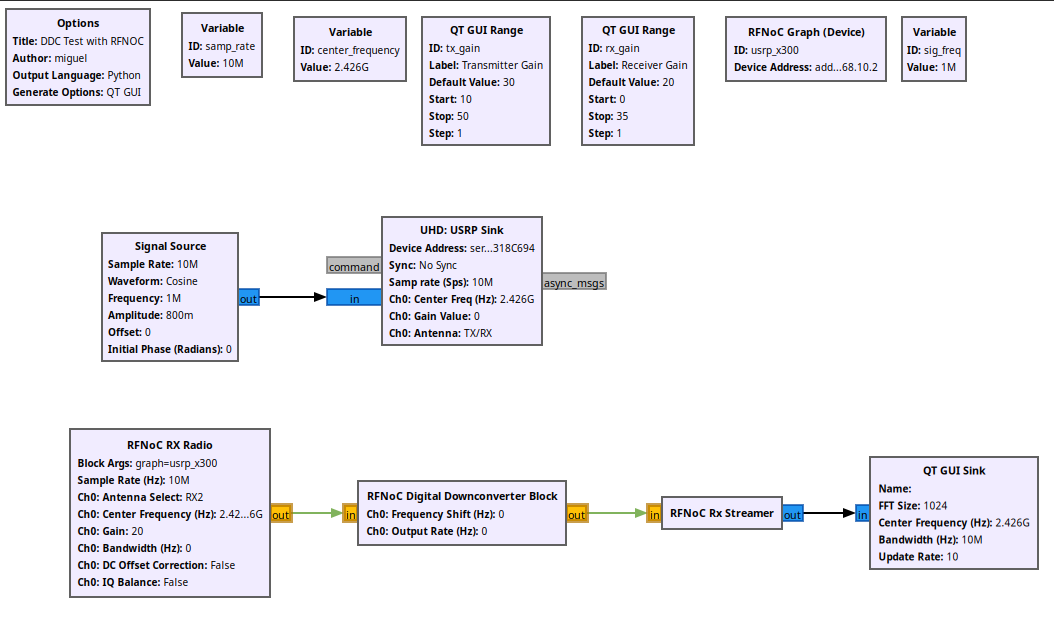 Options
Title: DDC Test with RFNOC
Author: miguel
Output Language: Python
Generate Options: QT GUI
Variable
ID: samp_rate
Value: 10M
Variable
ID: center_frequency
Value: 2.426G
QT GUI Range
ID: tx_gain
Label: Transmitter Gain
Default Value: 30
Start: 10
Stop: 50
Step: 1
QT GUI Range
ID: rx_gain
Label: Receiver Gain
Default Value: 20
Start: 0
Stop: 35
Step: 1
RFNoC Graph (Device)
ID: usrp_x300
Device Address: add...68.10.2
Variable
ID: sig_freq
Value: 1M
Signal Source
Sample Rate: 10M
Waveform: Cosine
Frequency: 1M
Amplitude: 800m
Offset: 0
Initial Phase (Radians): 0
out
command
in
UHD: USRP Sink
Device Address: ser...318C694
Sync: No Sync
Samp rate (Sps): 10M
Ch0: Center Freq (Hz): 2.426G
Ch0: Gain Value: 0
Ch0: Antenna: TX/RX
async_msgs
RFNoC RX Radio
Block Args: graph=usrp_x300
Sample Rate (Hz): 10M
Ch0: Antenna Select: RX2
Ch0: Center Frequency (Hz): 2.42...6G
Ch0: Gain: 20
Ch0: Bandwidth (Hz): 0
Ch0: DC Offset Correction: False
Ch0: IQ Balance: False
out
in
RFNoC Digital Downconverter Block
Ch0: Frequency Shift (Hz): 0
Ch0: Output Rate (Hz): 0
out
in
RFNoC Rx Streamer
out
in
QT GUI Sink
Name:
FFT Size: 1024
Center Frequency (Hz): 2.426G
Bandwidth (Hz): 10M
Update Rate: 10